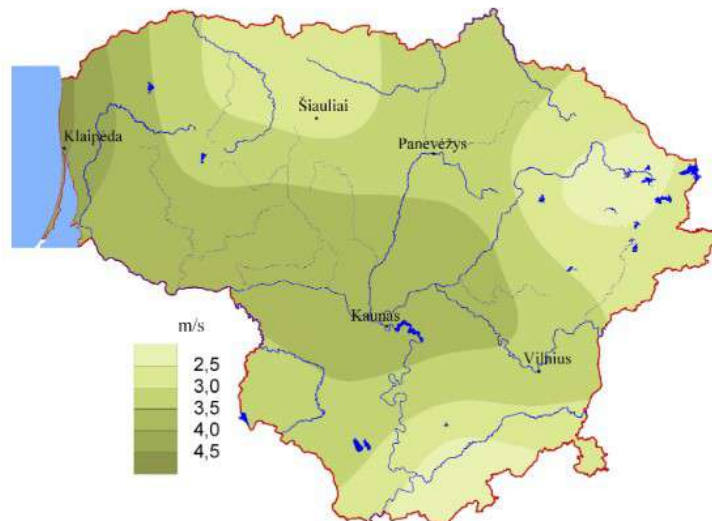 Šiauliai
Klaipėda
Panevėžys
Kaunas
Vilnius
m/s
2,5
3,0
3,5
4,0
4,5